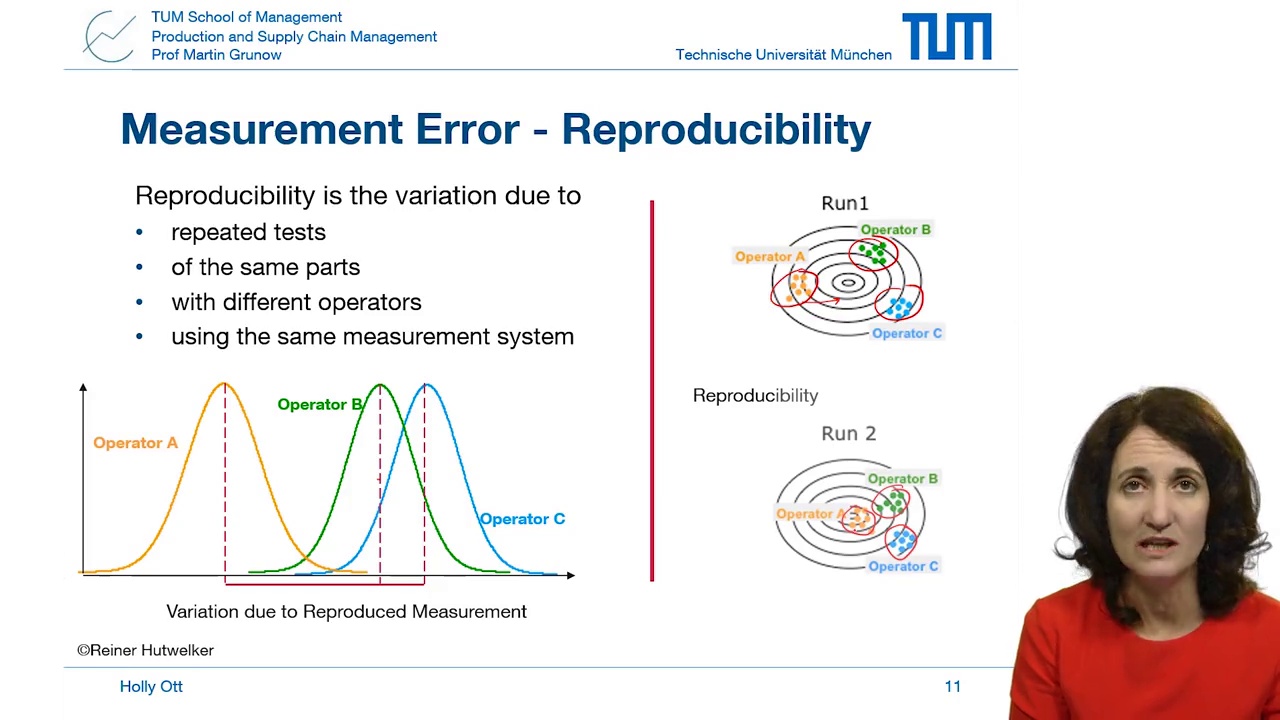 TUM School of Management
Production and Supply Chain Management
Prof Martin Grunow
Technische Universität München
TUM
Measurement Error - Reproducibility
Reproducibility is the variation due to
• repeated tests
• of the same parts
• with different operators
• using the same measurement system
Operator A
Operator B
Operator C
Variation due to Reproduced Measurement
Run1
Operator B
Operator A
Operator C
Reproducibility
Run 2
Operator B
Operator A
Operator C
©Reiner Hutwelker
Holly Ott
11